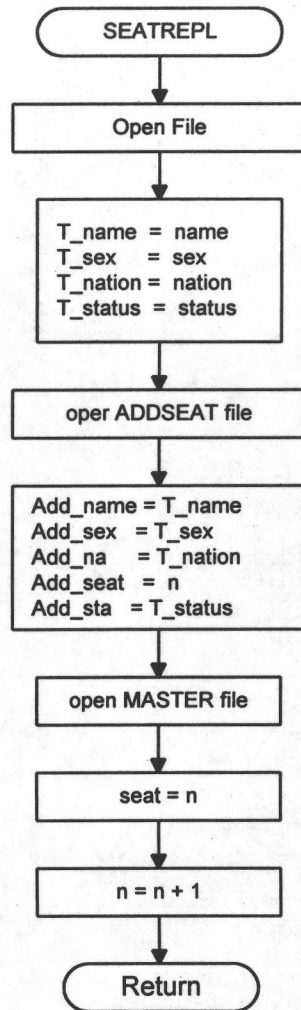 SEATREPL
Open File
T_name = name
T_sex = sex
T_nation = nation
T_status = status
oper ADDSEAT file
Add_name = T_name
Add_sex = T_sex
Add_na = T_nation
Add_seat = n
Add_sta = T_status
open MASTER file
seat = n
n = n + 1
Return